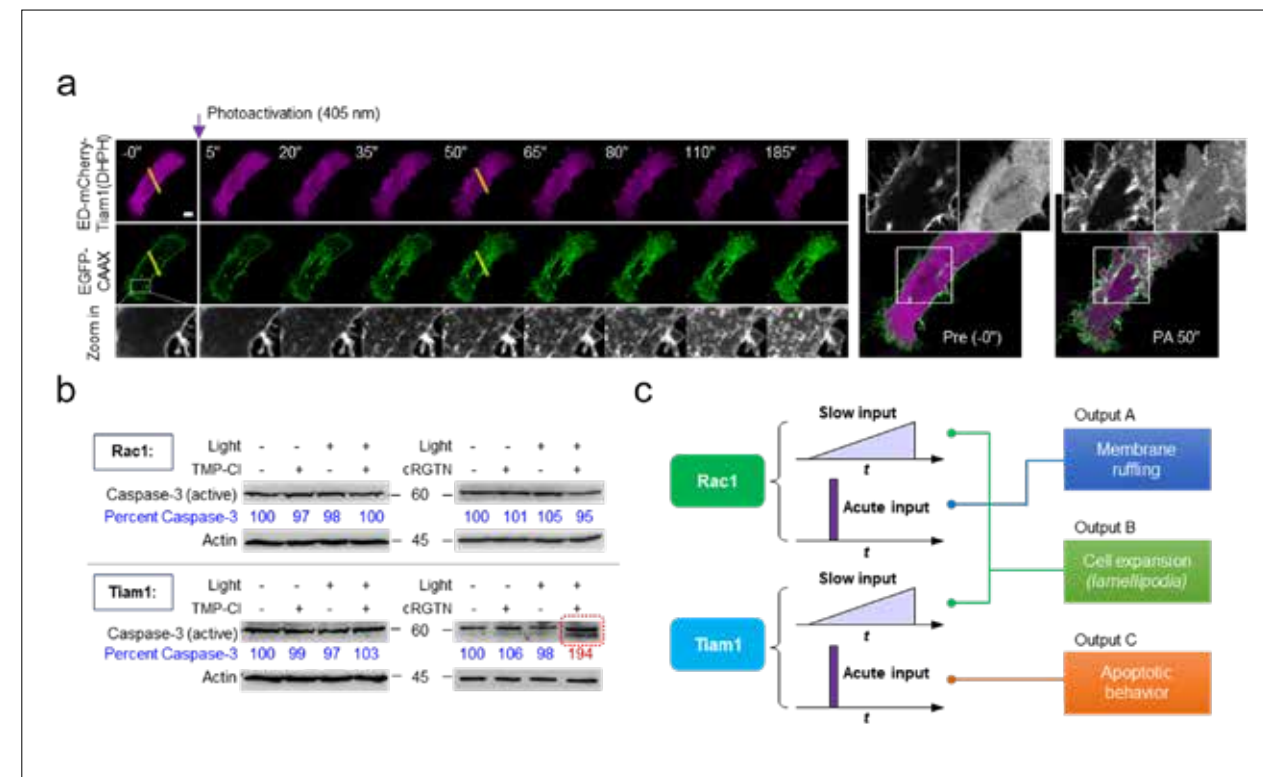 a
Photoactivation (405 nm)
ED-mCherry-
Tiam1(DHPH)
-0" 5" 20" 35" 50" 65" 80" 110" 185"
EGFP-
CAAX
Zoom in
Pre (-0")
PA 50"
b
Rac1:
Light - - + +
TMP-Cl - + - +
Caspase-3 (active)
Percent Caspase-3 100 97 98 100
Actin
Light - - + +
cRGTN - + - +
- 60 -
100 101 105 95
- 45 -
Tiam1:
Light - - + +
TMP-Cl - + - +
Caspase-3 (active)
Percent Caspase-3 100 99 97 103
Actin
Light - - + +
cRGTN - + - +
- 60 -
100 106 98 194
- 45 -
c
Rac1
Slow input
t
Acute input
t
Tiam1
Slow input
t
Acute input
t
Output A
Membrane
ruffling
Output B
Cell expansion
(lamellipodia)
Output C
Apoptotic
behavior